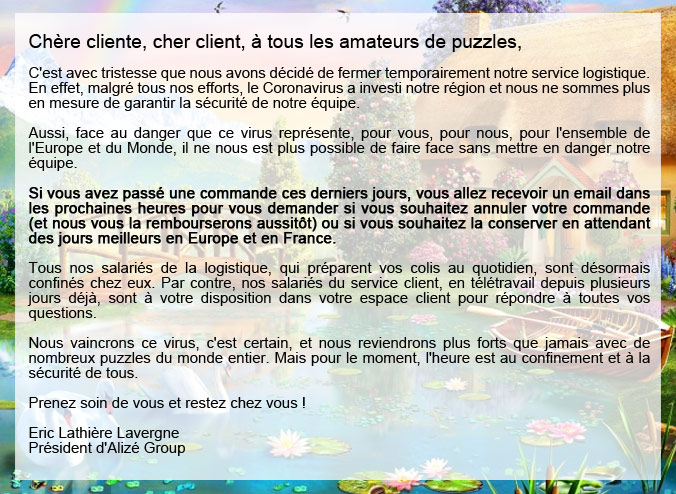 Chère cliente, cher client, à tous les amateurs de puzzles,
C'est avec tristesse que nous avons décidé de fermer temporairement notre service logistique.
En effet, malgré tous nos efforts, le Coronavirus a investi notre région et nous ne sommes plus
en mesure de garantir la sécurité de notre équipe.
Aussi, face au danger que ce virus représente, pour vous, pour nous, pour l'ensemble de
l'Europe et du Monde, il ne nous est plus possible de faire face sans mettre en danger notre
équipe.
Si vous avez passé une commande ces derniers jours, vous allez recevoir un email dans
les prochaines heures pour vous demander si vous souhaitez annuler votre commande
(et nous vous la rembourserons aussitôt) ou si vous souhaitez la conserver en attendant
des jours meilleurs en Europe et en France.
Tous nos salariés de la logistique, qui préparent vos colis au quotidien, sont désormais
confinés chez eux. Par contre, nos salariés du service client, en télétravail depuis plusieurs
jours déjà, sont à votre disposition dans votre espace client pour répondre à toutes vos
questions.
Nous vaincrons ce virus, c'est certain, et nous reviendrons plus forts que jamais avec de
nombreux puzzles du monde entier. Mais pour le moment, l'heure est au confinement et à la
sécurité de tous.
Prenez soin de vous et restez chez vous !
Eric Lathière Lavergne
Président d'Alizé Group